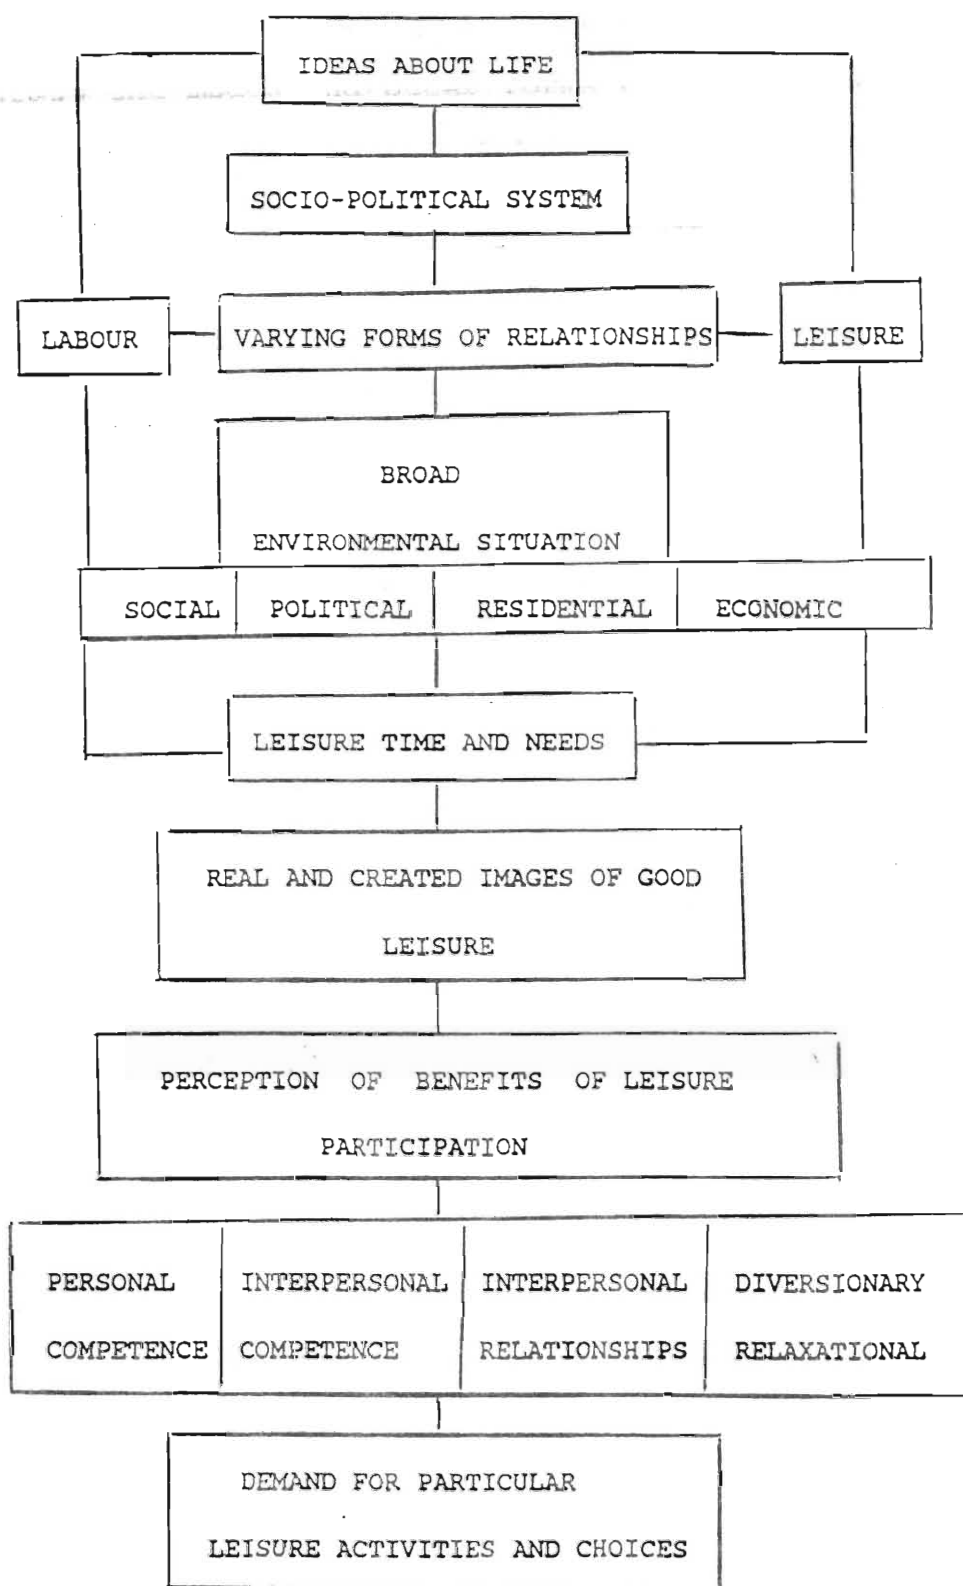 IDEAS ABOUT LIFE
SOCIO-POLITICAL SYSTEM
LABOUR VARYING FORMS OF RELATIONSHIPS LEISURE
BROAD
ENVIRONMENTAL SITUATION
SOCIAL POLITICAL RESIDENTIAL ECONOMIC
LEISURE TIME AND NEEDS
REAL AND CREATED IMAGES OF GOOD
LEISURE
PERCEPTION OF BENEFITS OF LEISURE
PARTICIPATION
PERSONAL INTERPERSONAL INTERPERSONAL DIVERSIONARY
COMPETENCE COMPETENCE RELATIONSHIPS RELAXATIONAL
DEMAND FOR PARTICULAR
LEISURE ACTIVITIES AND CHOICES